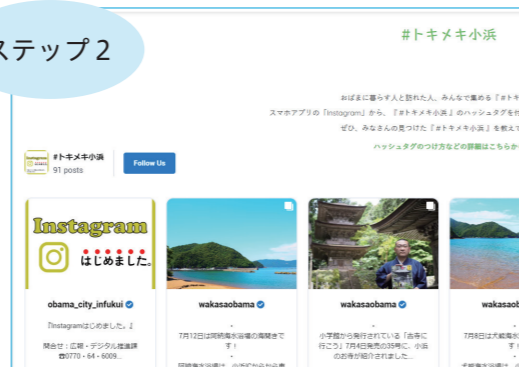 ステップ2
#トキメキ小浜
おばまに暮らす人と訪れた人、みんなで集める『#トキ
スマホアプリの「Instagram」から、『#トキメキ小浜』のハッシュタグを付
ぜひ、みなさんの見つけた『#トキメキ小浜』を教えて
ハッシュタグのつけ方などの詳細はこちらから
#トキメキ小浜
91 posts
Follow Us
Instagram
はじめました。
obama_city_infukui
『Instagramはじめました。』
問合せ:広報・デジタル推進課
☎0770・64・6009...
wakasaobama
7月12日は阿納海水浴場の海開きで
す!
wakasaobama
小学館から発行されている「古寺に
行こう」7月4日発売の35号に、小浜
のお寺が紹介されました...
wakasaob
7月8日は犬熊海水
す!